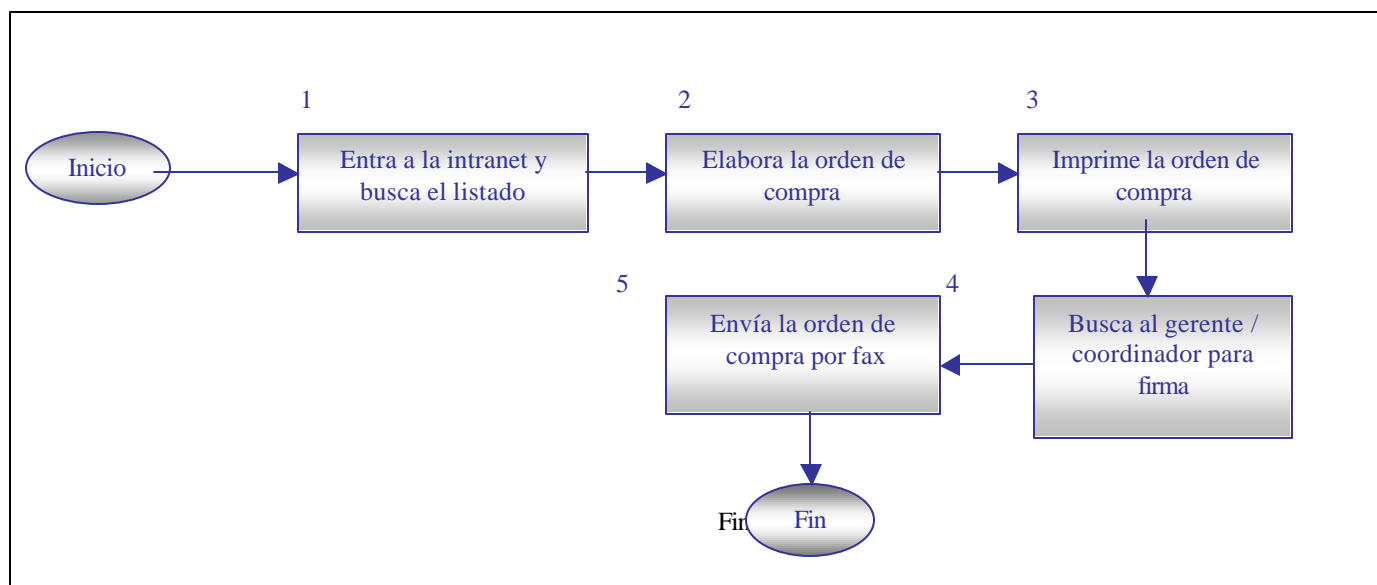 1
2
3
Inicio
Entra a la intranet y
busca el listado
Elabora la orden de
compra
Imprime la orden de
compra
5
4
Envía la orden de
compra por fax
Busca al gerente /
coordinador para
firma
Fin
Fin